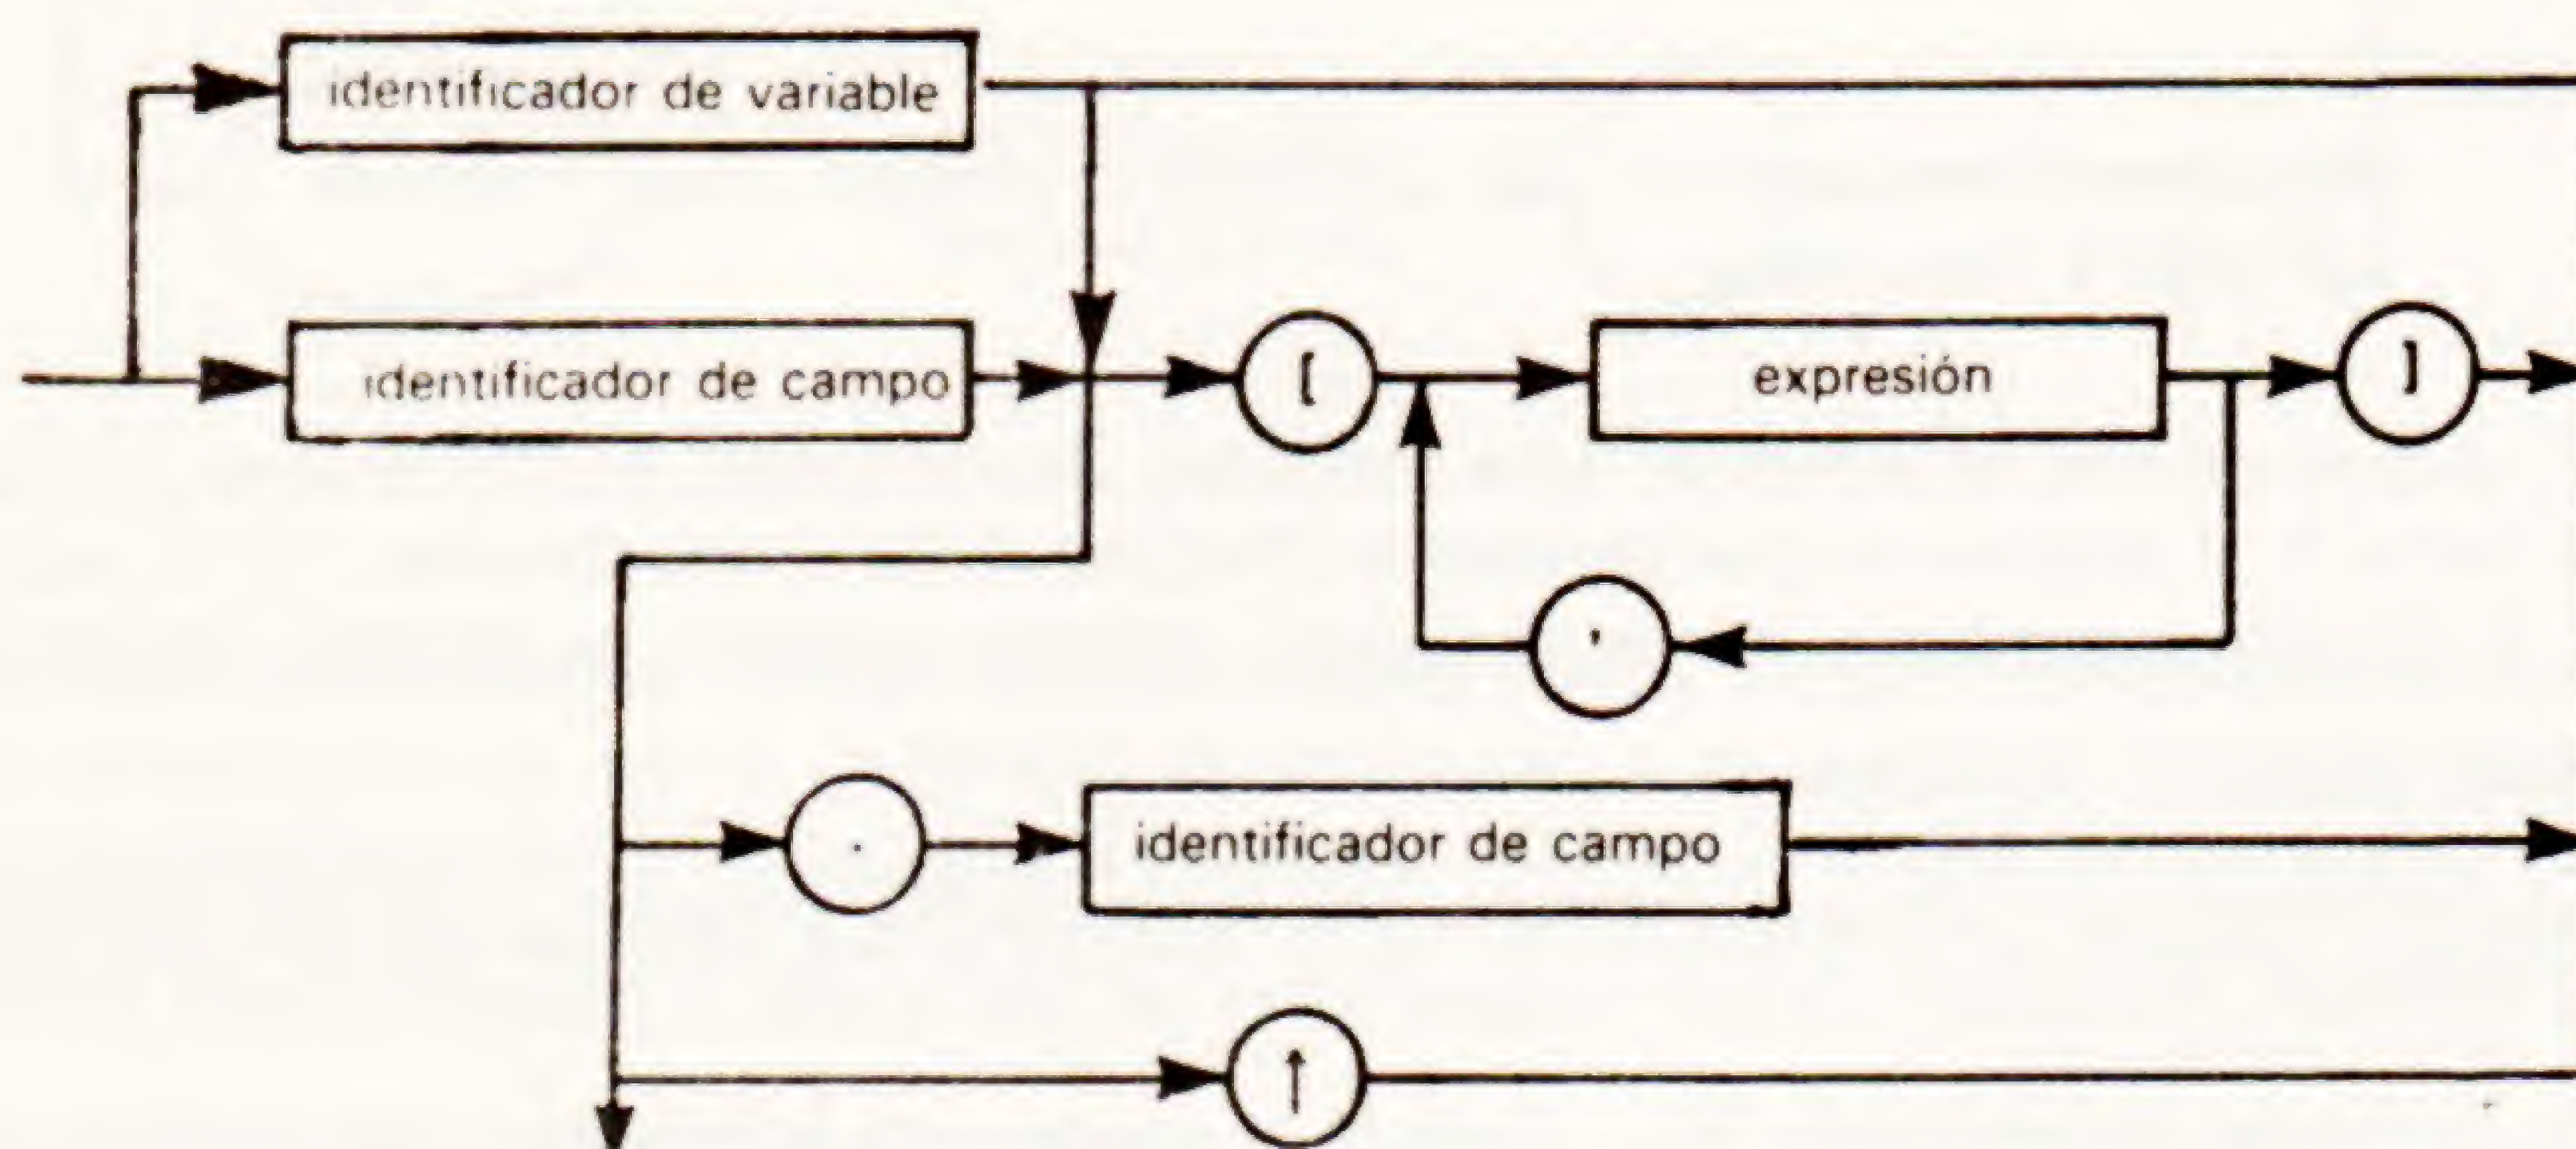 identificador de variable
identificador de campo
[
expresión
]
,
.
identificador de campo
↑